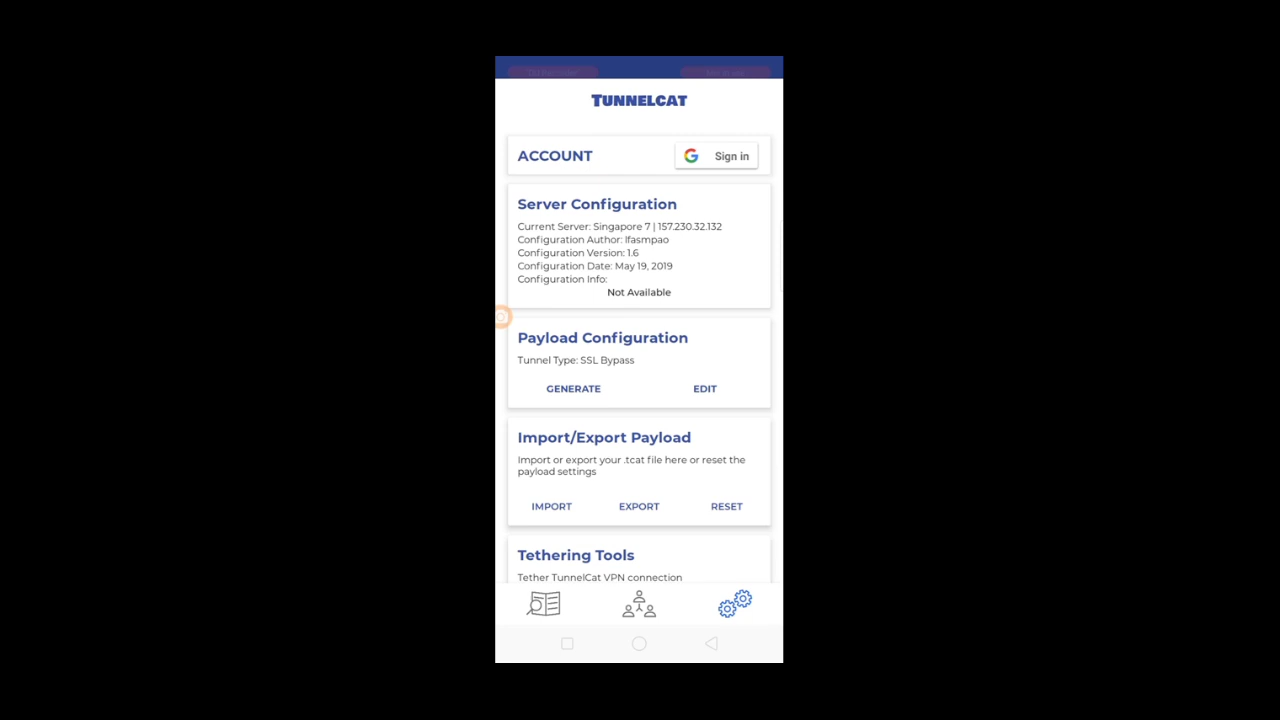 TUNNELCAT
ACCOUNT
Sign in
Server Configuration
Current Server: Singapore 7 | 157.230.32.132
Configuration Author: lfasmpao
Configuration Version: 1.6
Configuration Date: May 19, 2019
Configuration Info:
Not Available
Payload Configuration
Tunnel Type: SSL Bypass
GENERATE EDIT
Import/Export Payload
Import or export your .tcat file here or reset the
payload settings
IMPORT EXPORT RESET
Tethering Tools
Tether TunnelCat VPN connection